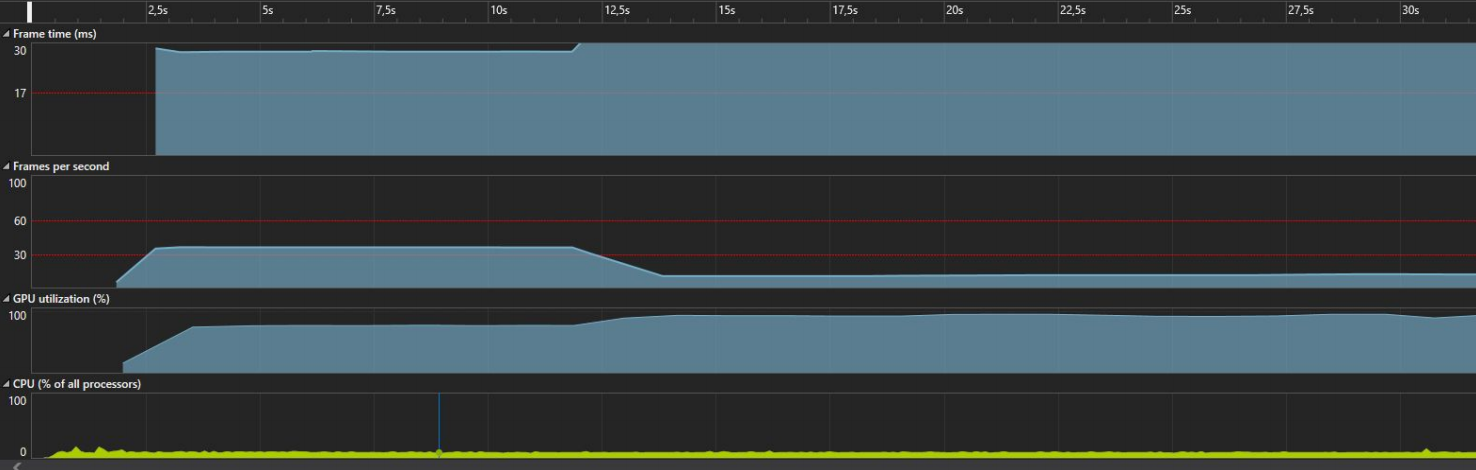 2,5s 5s 7,5s 10s 12,5s 15s 17,5s 20s 22,5s 25s 27,5s 30s
Frame time (ms)
30
17
Frames per second
100
60
30
GPU utilization (%)
100
CPU (% of all processors)
100
0